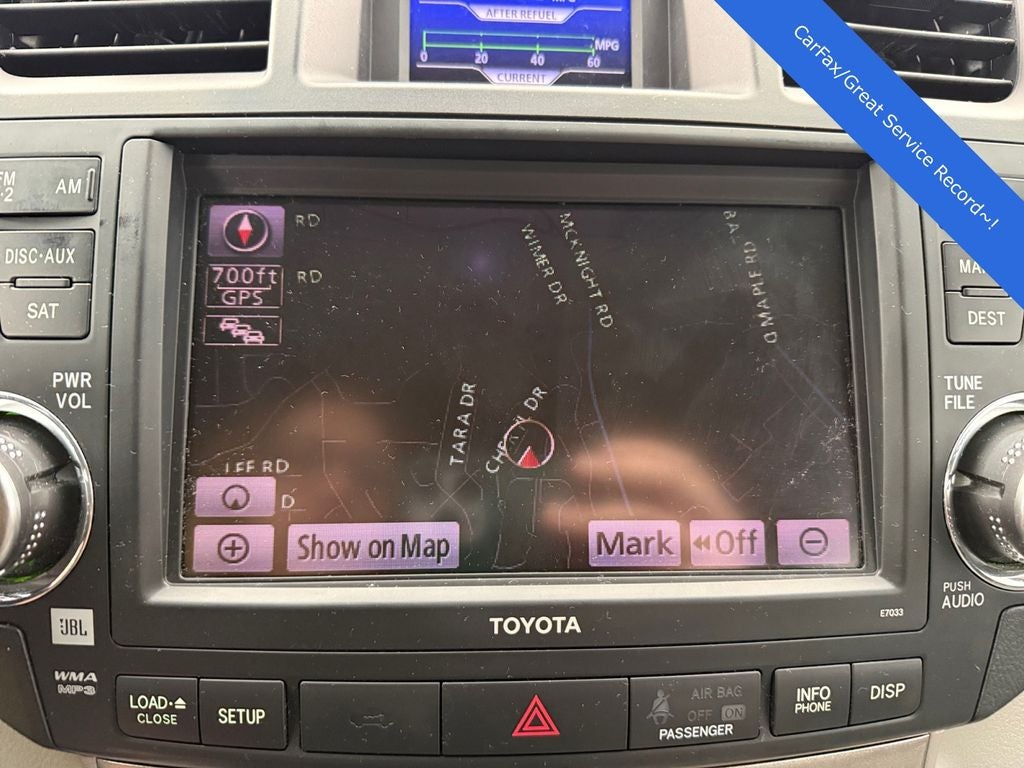 AFTER REFUEL
MPG
0 20 40 60
CURRENT
CarFax/Great Service Record~!
AM
DISC·AUX
SAT
PWR
VOL
RD
700ft
RD
GPS
WIMER DR
MCKNIGHT RD
MAPLE RD
TARA DR
DR
RD
D
Show on Map
Mark
Off
DEST
TUNE
FILE
PUSH
AUDIO
E7033
TOYOTA
JBL
WMA
MP3
LOAD·
CLOSE
SETUP
AIR BAG
OFF ON
PASSENGER
INFO
PHONE
DISP